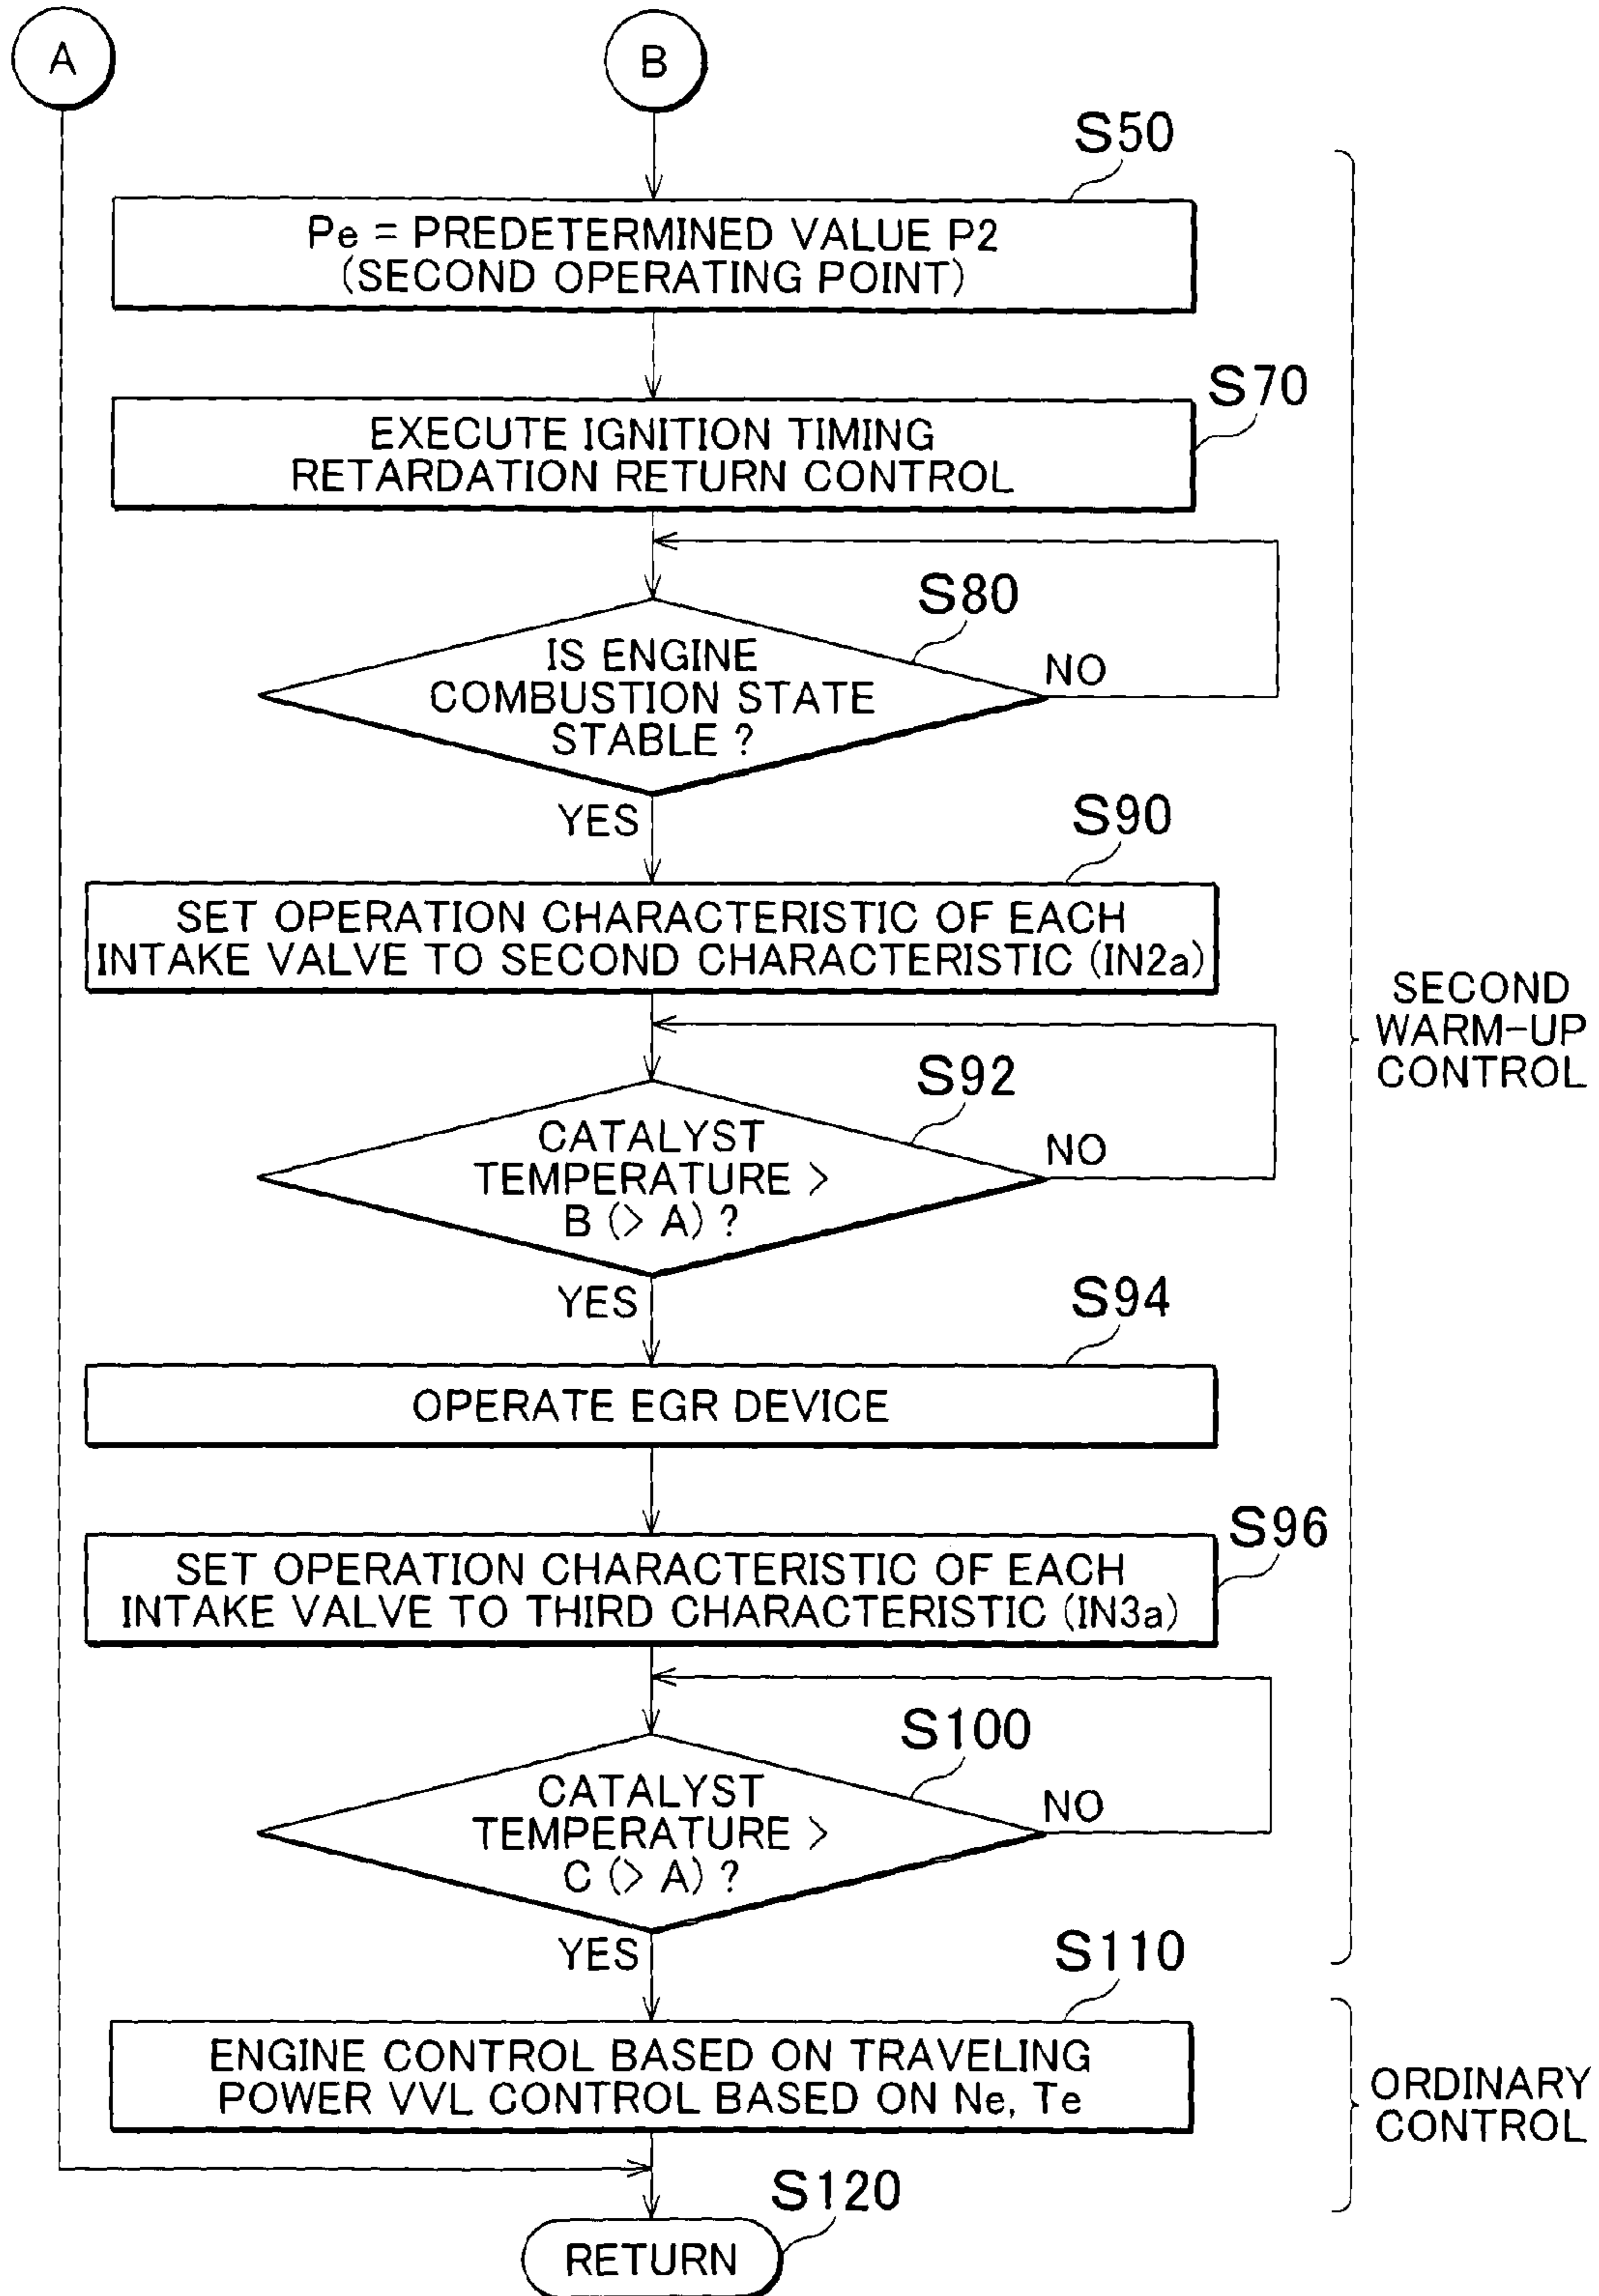 A
B
S50
Pe = PREDETERMINED VALUE P2
(SECOND OPERATING POINT)
S70
EXECUTE IGNITION TIMING
RETARDATION RETURN CONTROL
S80
IS ENGINE
COMBUSTION STATE
STABLE ?
NO
YES
S90
SET OPERATION CHARACTERISTIC OF EACH
INTAKE VALVE TO SECOND CHARACTERISTIC (IN2a)
SECOND
WARM-UP
CONTROL
S92
CATALYST
TEMPERATURE >
B (> A) ?
NO
YES
S94
OPERATE EGR DEVICE
S96
SET OPERATION CHARACTERISTIC OF EACH
INTAKE VALVE TO THIRD CHARACTERISTIC (IN3a)
S100
CATALYST
TEMPERATURE >
C (> A) ?
NO
YES
S110
ENGINE CONTROL BASED ON TRAVELING
POWER VVL CONTROL BASED ON Ne, Te
ORDINARY
CONTROL
S120
RETURN